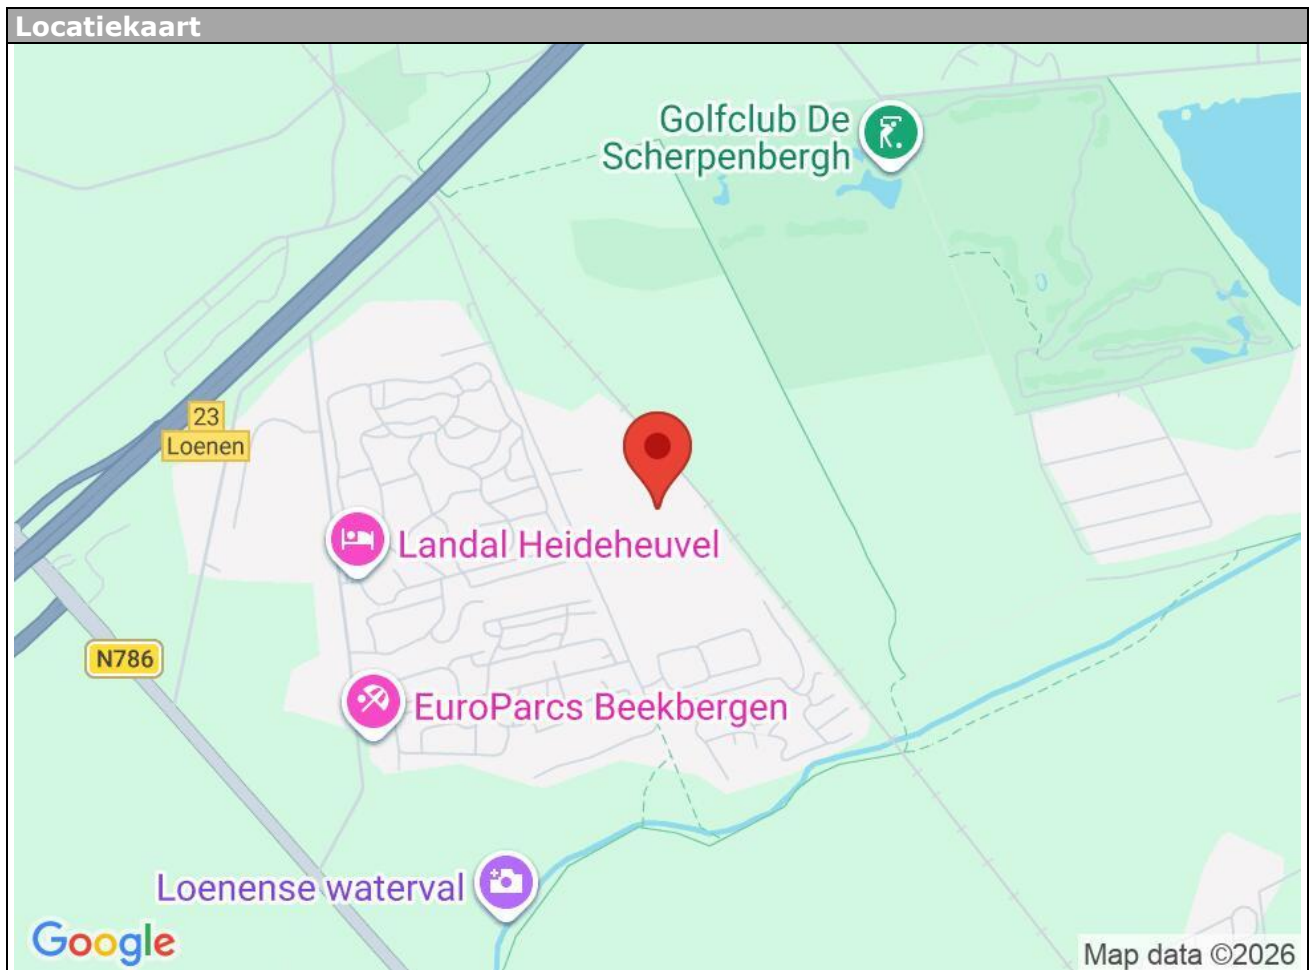 Locatiekaart
Golfclub De
Scherpenbergh
23
Loenen
Landal Heideheuvel
N786
EuroParcs Beekbergen
Loenense waterval
Google
Map data ©2026